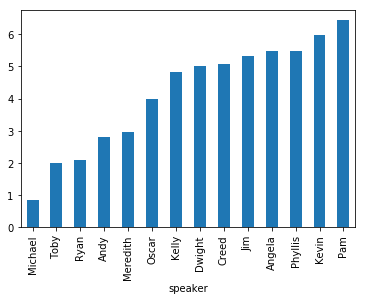 6
5
4
3
2
1
0
Michael
Toby
Ryan
Andy
Meredith
Oscar
Kelly
Dwight
Creed
Jim
Angela
Phyllis
Kevin
Pam
speaker